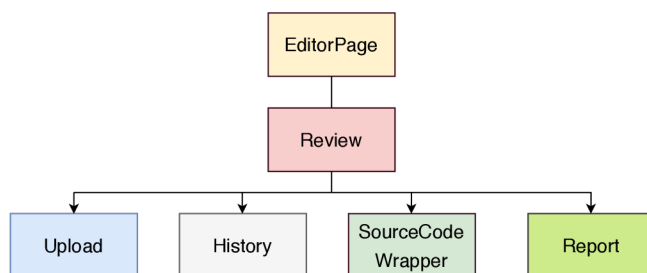 EditorPage
Review
Upload
History
SourceCode
Wrapper
Report